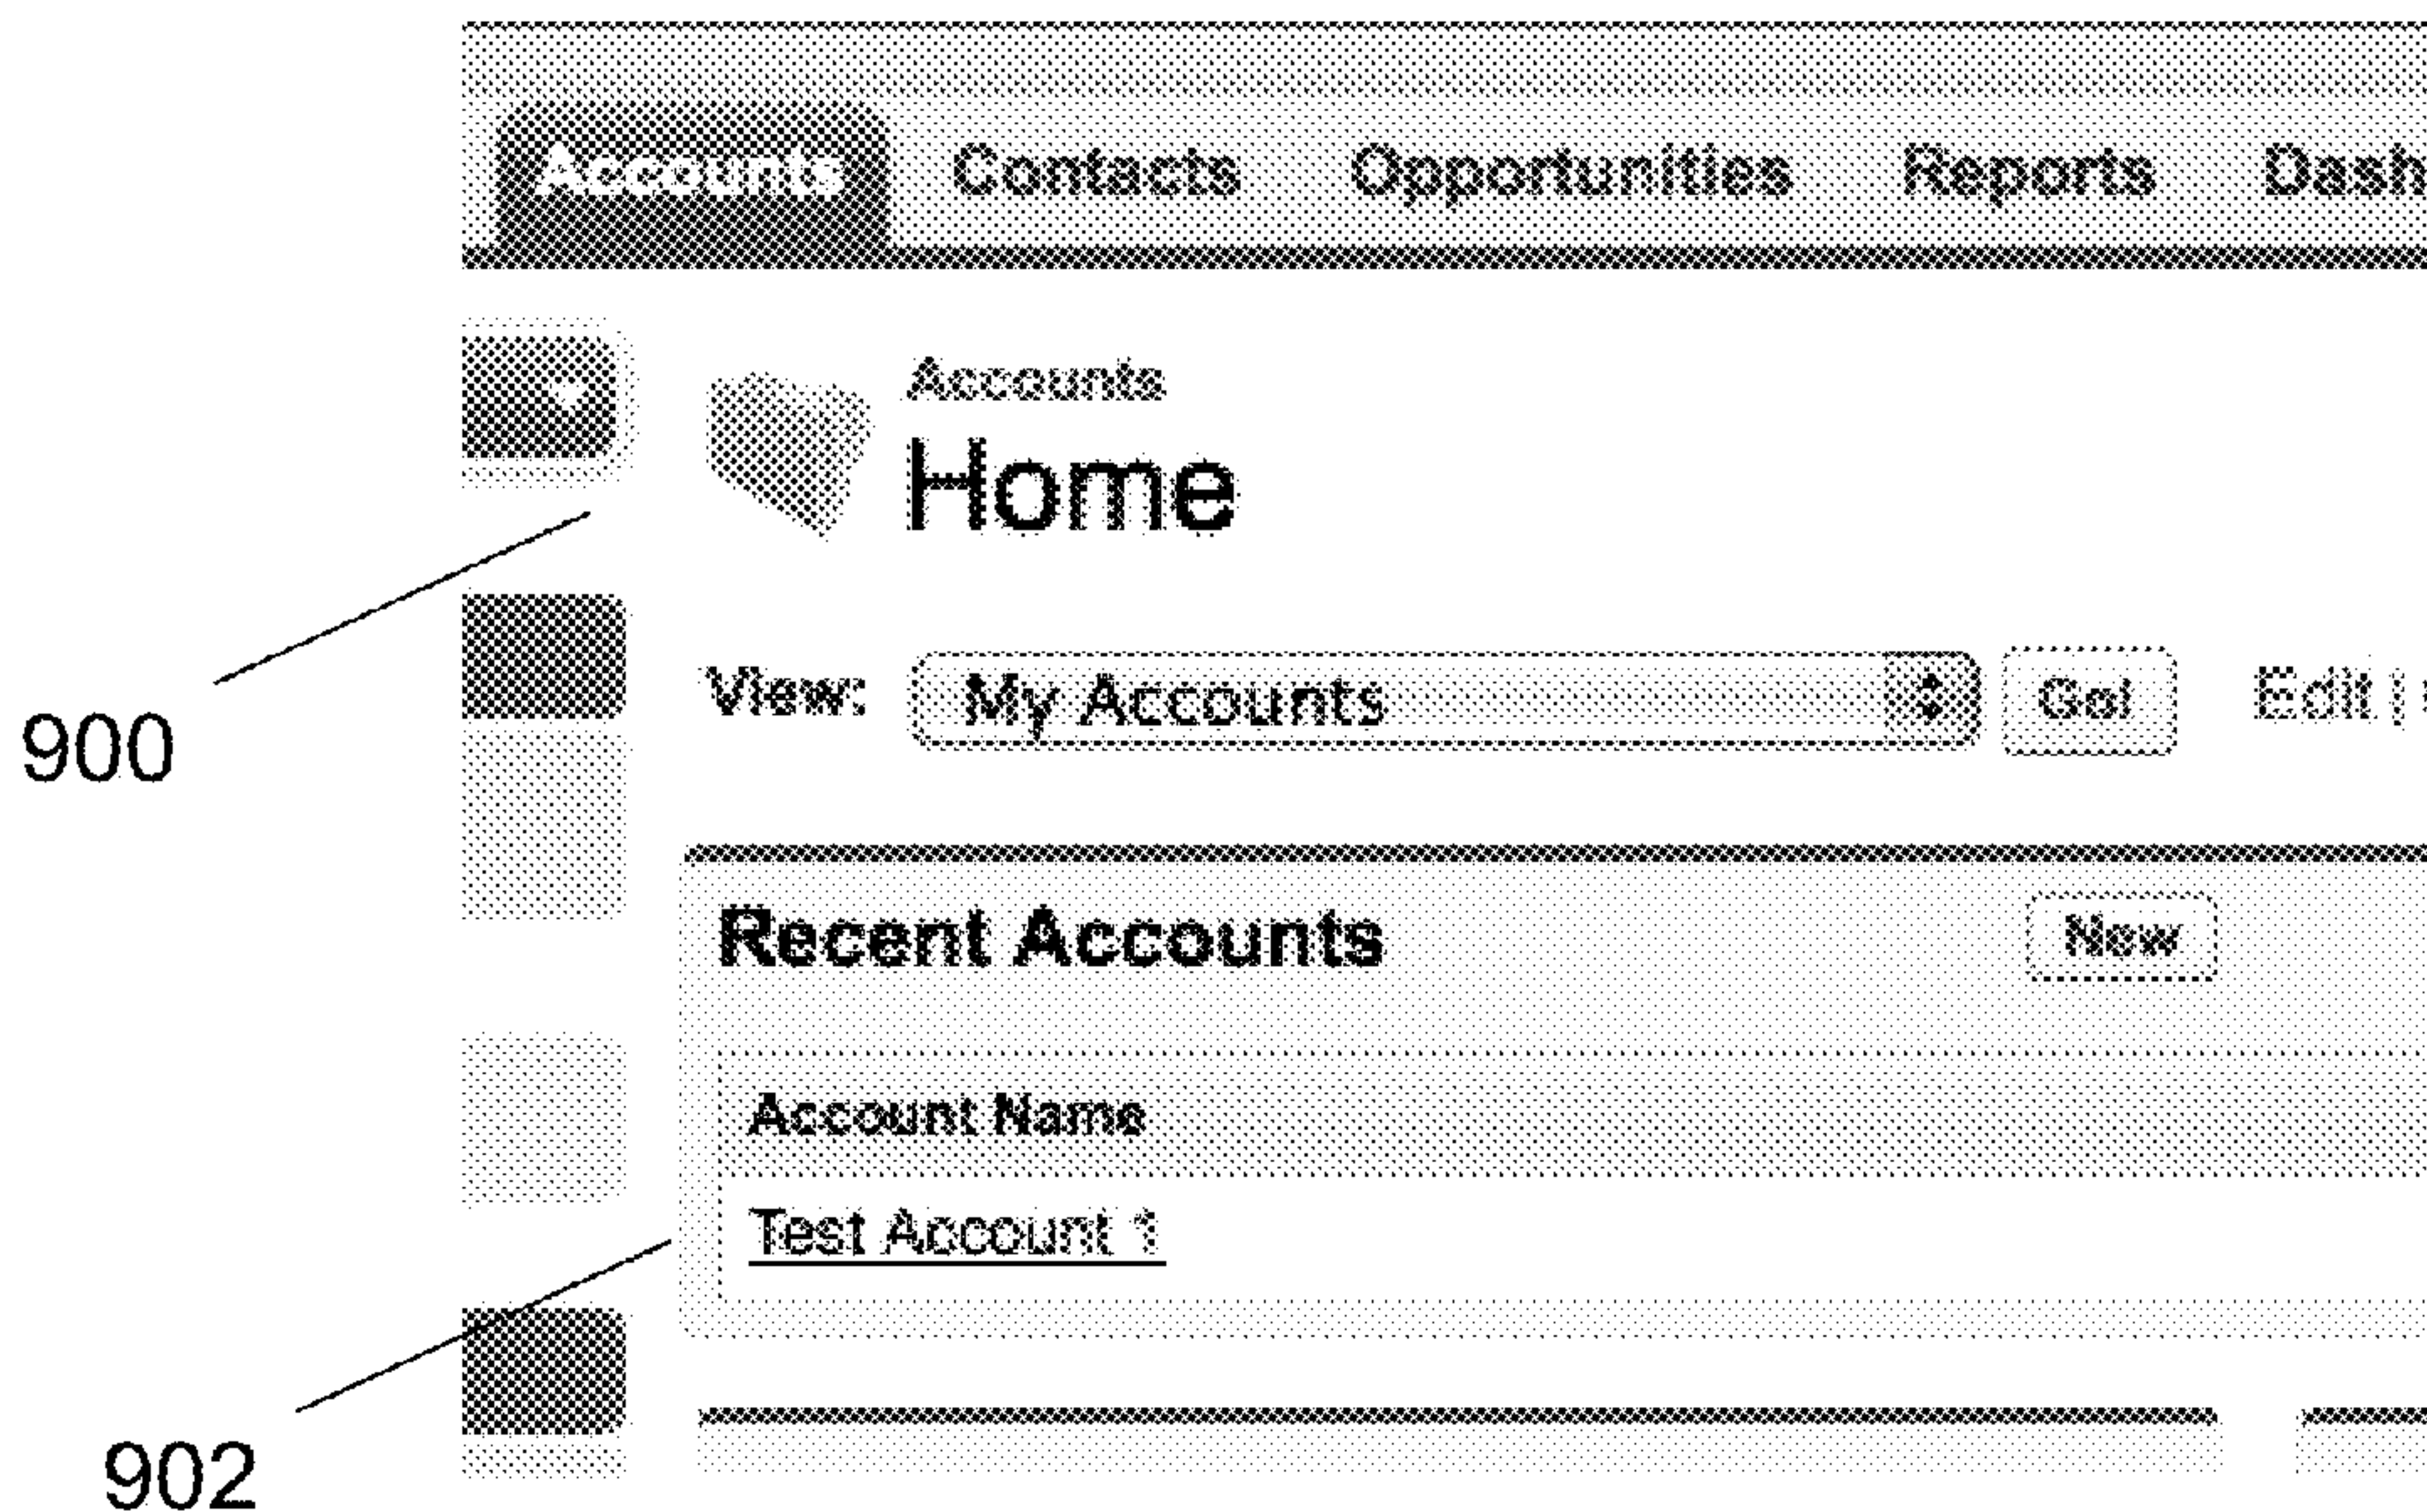 Accounts Contacts Opportunities Reports Dash
Accounts
Home
View: My Accounts Go! Edit |
900
Recent Accounts New
Account Name
Test Account 1
902